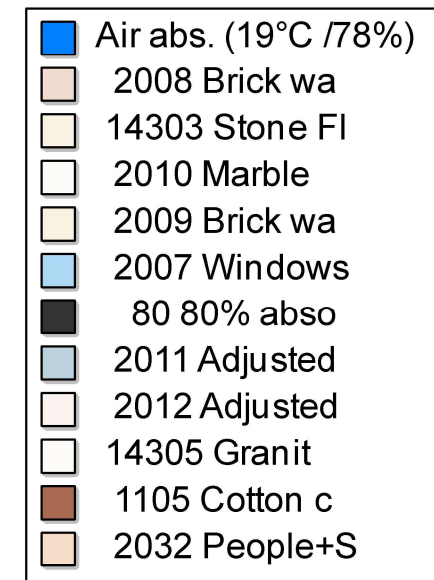 Air abs. (19°C /78%)
2008 Brick wa
14303 Stone Fl
2010 Marble
2009 Brick wa
2007 Windows
80 80% abso
2011 Adjusted
2012 Adjusted
14305 Granit
1105 Cotton c
2032 People+S